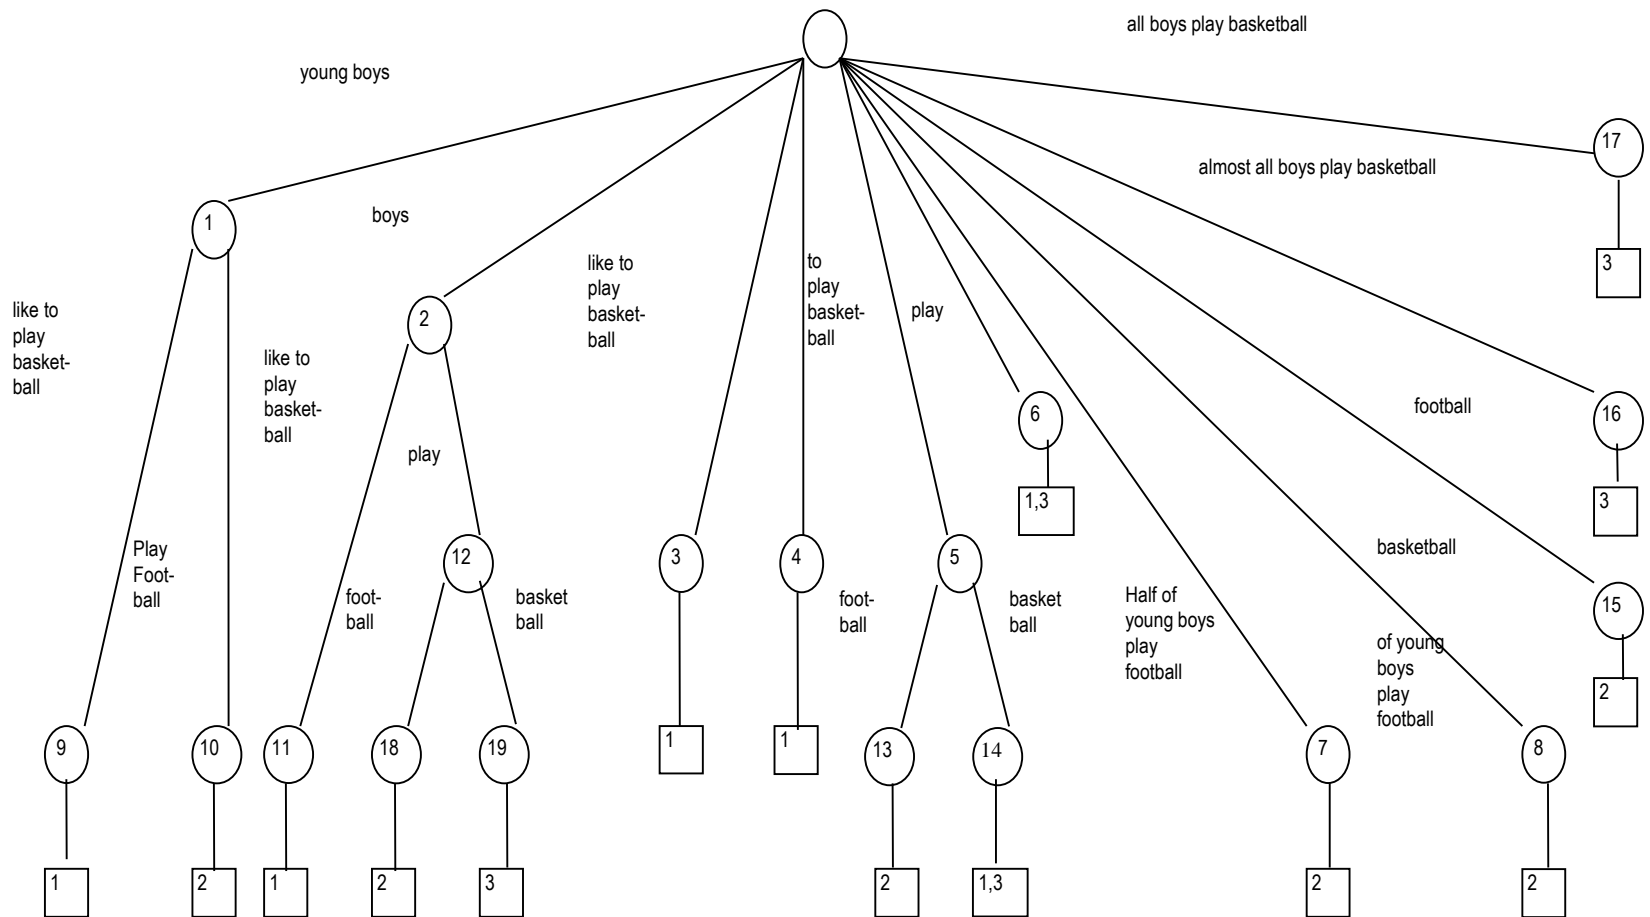 all boys play basketball
young boys
17
almost all boys play basketball
1
boys
3
like to
play
basket-
ball
to
play
basket-
ball
like to
play
basket-
ball
play
2
like to
play
basket-
ball
6
football
16
play
1,3
3
Play
Foot-
ball
12
3
4
5
basketball
foot-
ball
basket
ball
foot-
ball
basket
ball
Half of
young boys
play
football
15
of young
boys
play
football
2
9
10
11
18
19
1
1
13
14
7
8
1
2
1
2
3
2
1,3
2
2